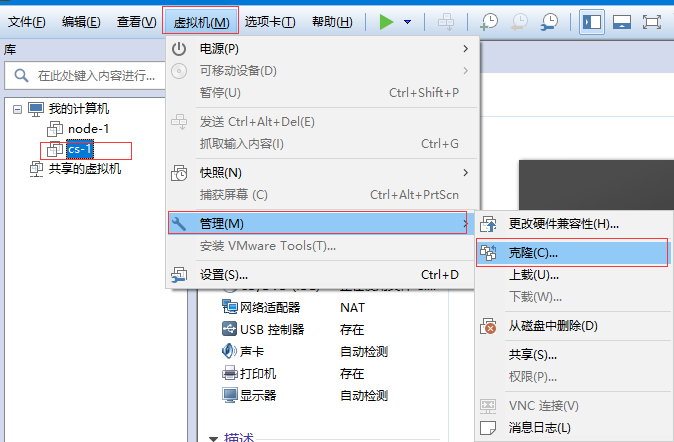 文件(F) 编辑(E) 查看(V) 虚拟机(M) 选项卡(T) 帮助(H)
库
在此处键入内容进行...
我的计算机
node-1
cs-1
共享的虚拟机
电源(P)
可移动设备(D)
暂停(U) Ctrl+Shift+P
发送 Ctrl+Alt+Del(E)
抓取输入内容(I) Ctrl+G
快照(N)
捕获屏幕 (C) Ctrl+Alt+PrtScn
管理(M)
安装 VMware Tools(T)...
设置(S)... Ctrl+D
更改硬件兼容性(H)...
克隆(C)...
上载(U)...
下载(W)...
从磁盘中删除(D)
共享(S)...
权限(P)...
VNC 连接(V)
消息日志(L)
网络适配器 NAT
USB 控制器 存在
声卡 自动检测
打印机 存在
显示器 自动检测
描述